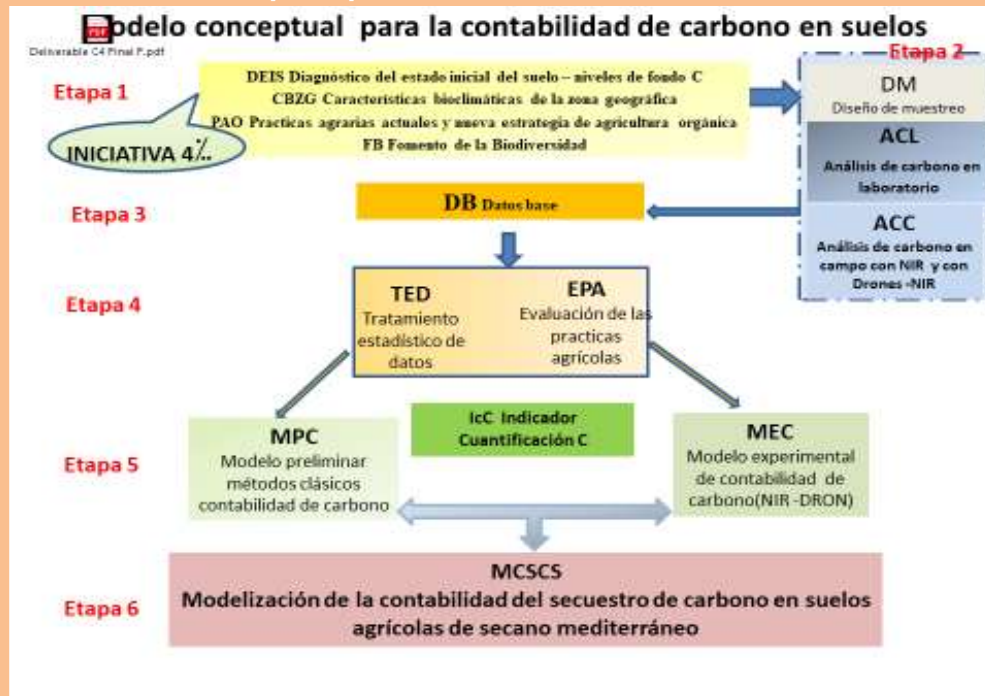 odelo conceptual para la contabilidad de carbono en suelos
PDF
Deliverable C4 Final F.pdf
Etapa 1
DEIS Diagnóstico del estado inicial del suelo – niveles de fondo C
CBZG Características bioclimáticas de la zona geográfica
PAO Practicas agrarias actuales y nueva estrategia de agricultura orgánica
FB Fomento de la Biodiversidad
INICIATIVA 4‰
Etapa 2
DM
Diseño de muestreo
ACL
Análisis de carbono en
laboratorio
ACC
Análisis de carbono en
campo con NIR y con
Drones -NIR
Etapa 3
DB Datos base
Etapa 4
TED
Tratamiento
estadístico de
datos
EPA
Evaluación de las
practicas
agrícolas
Etapa 5
MPC
Modelo preliminar
métodos clásicos
contabilidad de carbono
IcC Indicador
Cuantificación C
MEC
Modelo experimental
de contabilidad de
carbono(NIR -DRON)
Etapa 6
MCSCS
Modelización de la contabilidad del secuestro de carbono en suelos
agrícolas de secano mediterráneo